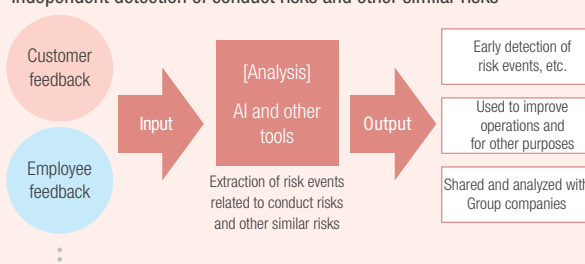 Independent detection of conduct risks and other similar risks
Customer
feedback
Employee
feedback
Input
[Analysis]
AI and other
tools
Extraction of risk events
related to conduct risks
and other similar risks
Output
Early detection of
risk events, etc.
Used to improve
operations and
for other purposes
Shared and analyzed with
Group companies